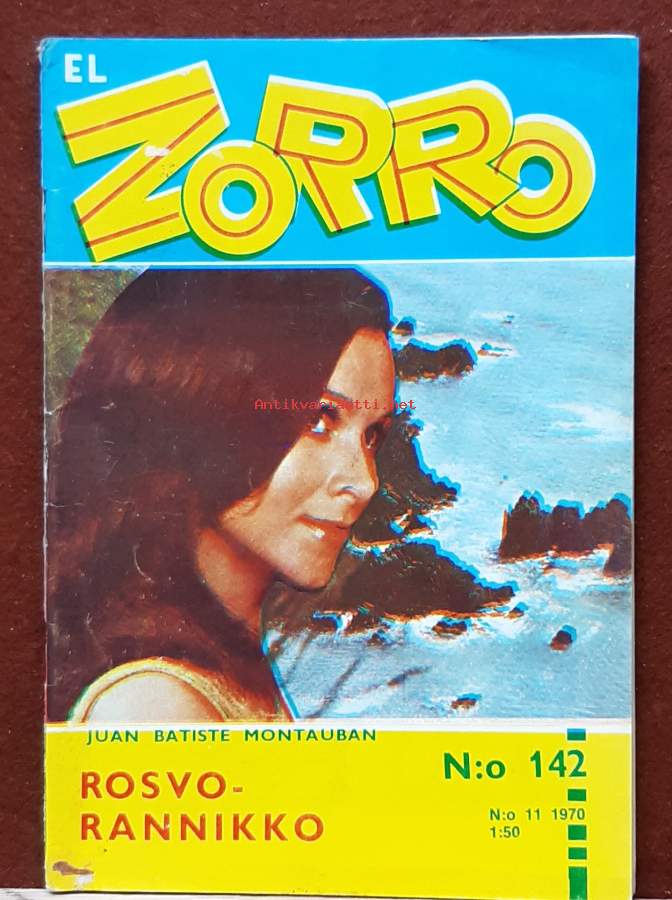 EL
ZORRO
Antikvariaatti.net
JUAN BATISTE MONTAUBAN
ROSVO-
RANNIKKO
N:o 142
N:o 11 1970
1:50